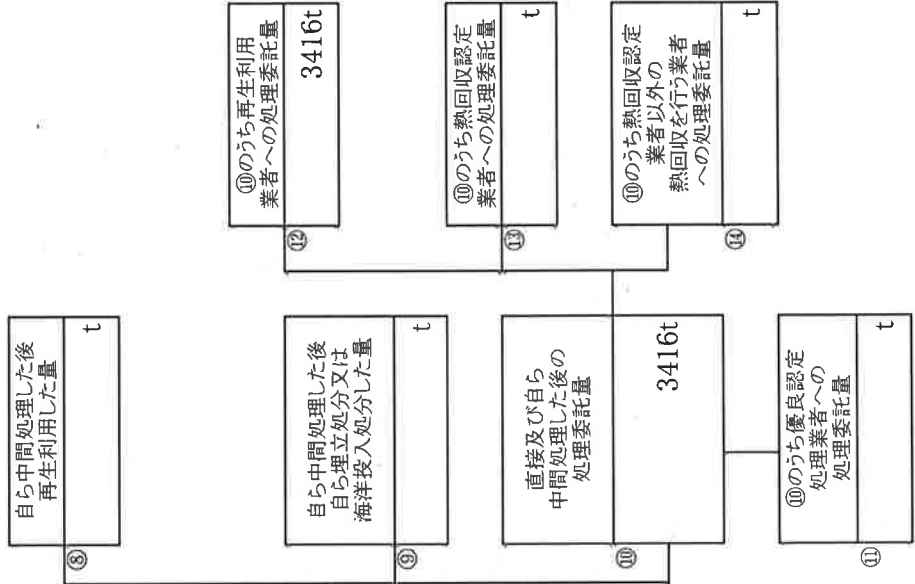 ⑧
自ら中間処理した後
再生利用した量
t
⑨
自ら中間処理した後
自ら埋立処分又は
海洋投入処分した量
t
⑩
直接及び自ら
中間処理した後の
処理委託量
3416t
⑪
⑩のうち優良認定
処理業者への
処理委託量
t
⑫
⑩のうち再生利用
業者への処理委託量
3416t
⑬
⑩のうち熱回収認定
業者への処理委託量
t
⑭
⑩のうち熱回収認定
業者以外の
熱回収を行う業者
への処理委託量
t